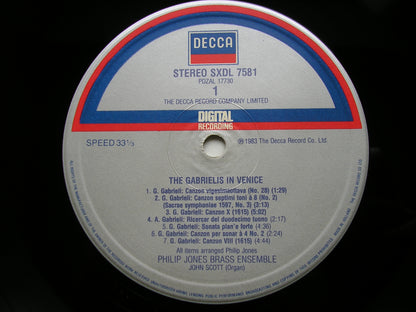 DECCA
STEREO SXDL 7581
PDZAL 17730
1
THE DECCA RECORD COMPANY LIMITED
DIGITAL
RECORDING
SPEED 33⅓
℗1983 The Decca Record Co. Ltd
THE GABRIELIS IN VENICE
1. G. Gabrieli: Canzon vigesimaottava (No. 28) (1:29)
2. G. Gabrieli: Canzon septimi toni à 8 (No. 2)
(Sacrae symphoniae 1597, No. 3) (3:13)
3. G. Gabrieli: Canzon X (1615) (5:02)
4. A. Gabrieli: Ricercar del duodecimo tuono (2:17)
5. G. Gabrieli: Sonata pian'e forte (3:36)
6. G. Gabrieli: Canzon per sonar à 4 No. 2 (2:21)
7. G. Gabrieli: Canzon VIII (1615) (4:44)
All items arranged Philip Jones
PHILIP JONES BRASS ENSEMBLE
JOHN SCOTT (Organ)